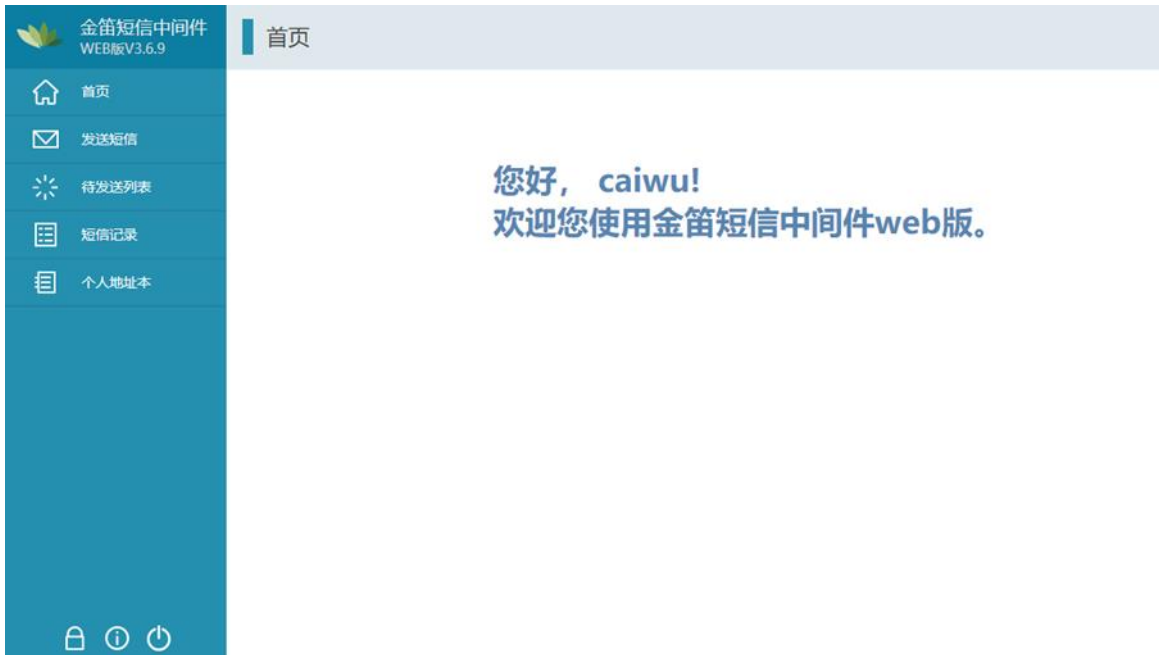 金笛短信中间件
WEB版V3.6.9
首页
首页
发送短信
待发送列表
短信记录
个人地址本
您好， caiwu!
欢迎您使用金笛短信中间件web版。